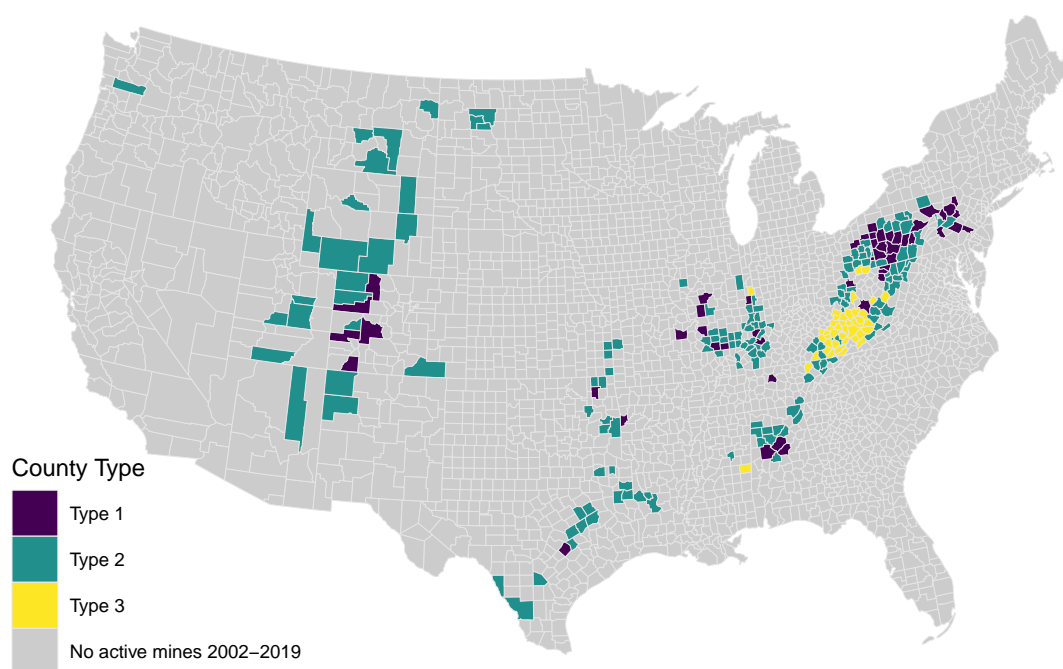 County Type
Type 1
Type 2
Type 3
No active mines 2002–2019